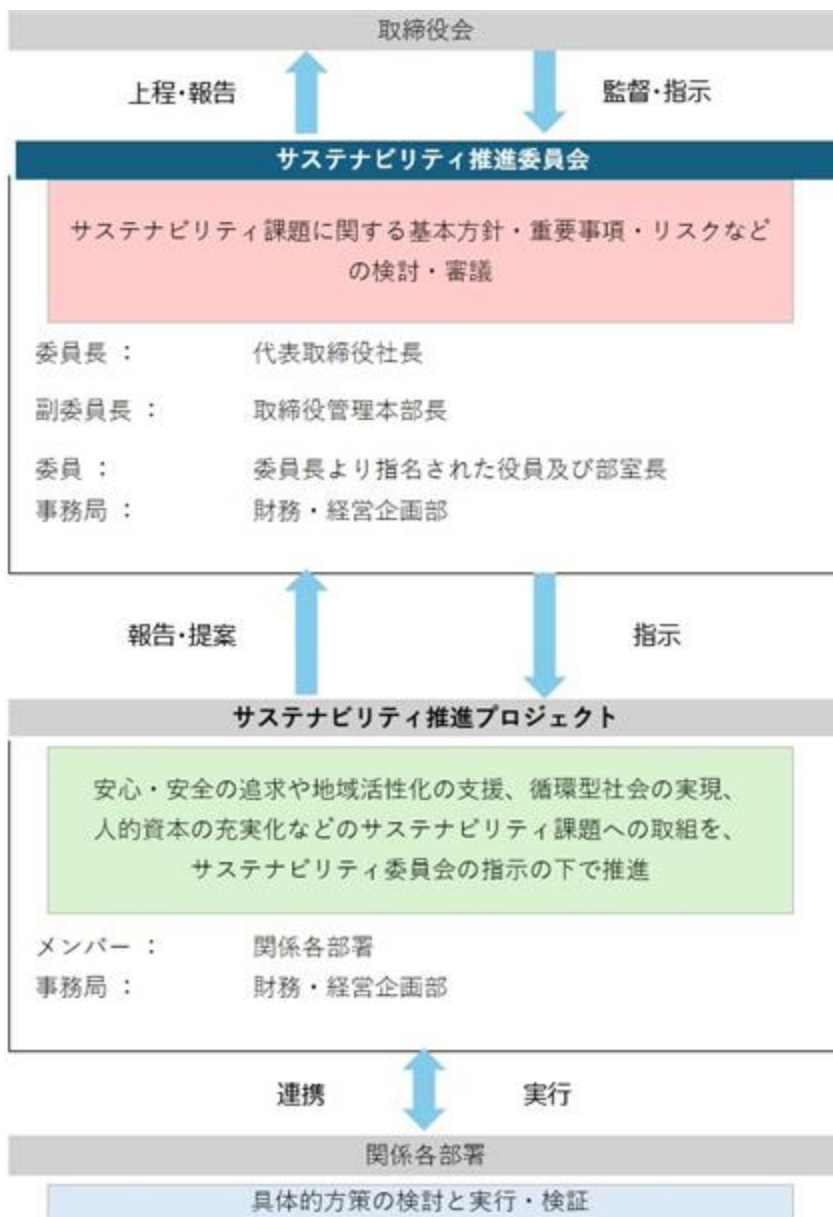 取締役会
上程・報告
監督・指示
サステナビリティ推進委員会
サステナビリティ課題に関する基本方針・重要事項・リスクなど
の検討・審議
委員長 : 代表取締役社長
副委員長 : 取締役管理本部長
委員 : 委員長より指名された役員及び部室長
事務局 : 財務・経営企画部
報告・提案
指示
サステナビリティ推進プロジェクト
安心・安全の追求や地域活性化の支援、循環型社会の実現、
人的資本の充実化などのサステナビリティ課題への取組を、
サステナビリティ委員会の指示の下で推進
メンバー : 関係各部署
事務局 : 財務・経営企画部
連携
実行
関係各部署
具体的方策の検討と実行・検証